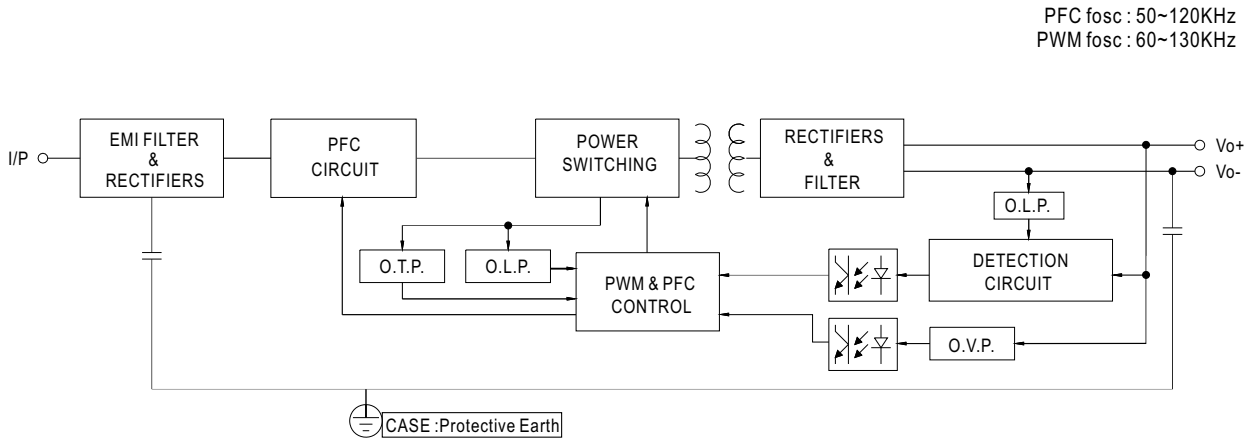 PFC fosc : 50~120KHz
PWM fosc : 60~130KHz
I/P
EMI FILTER
&
RECTIFIERS
PFC
CIRCUIT
POWER
SWITCHING
RECTIFIERS
&
FILTER
Vo+
Vo-
O.L.P.
O.T.P.
O.L.P.
PWM & PFC
CONTROL
DETECTION
CIRCUIT
O.V.P.
CASE :Protective Earth